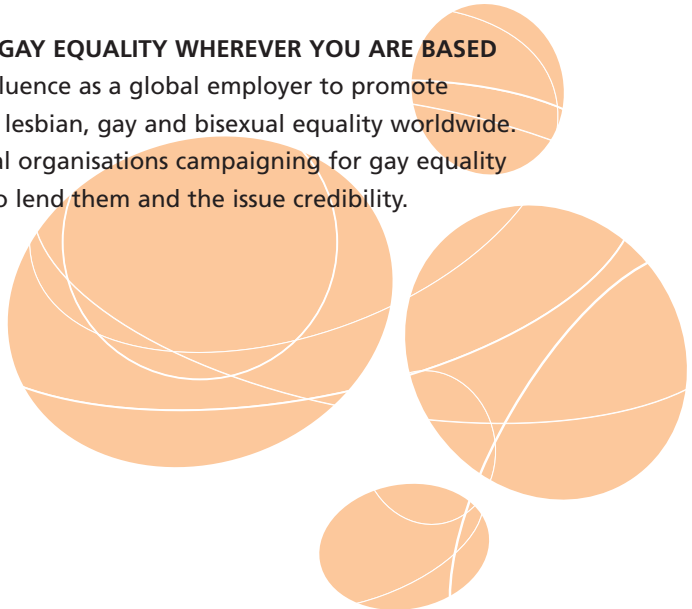 GAY EQUALITY WHEREVER YOU ARE BASED
luence as a global employer to promote
lesbian, gay and bisexual equality worldwide.
al organisations campaigning for gay equality
o lend them and the issue credibility.